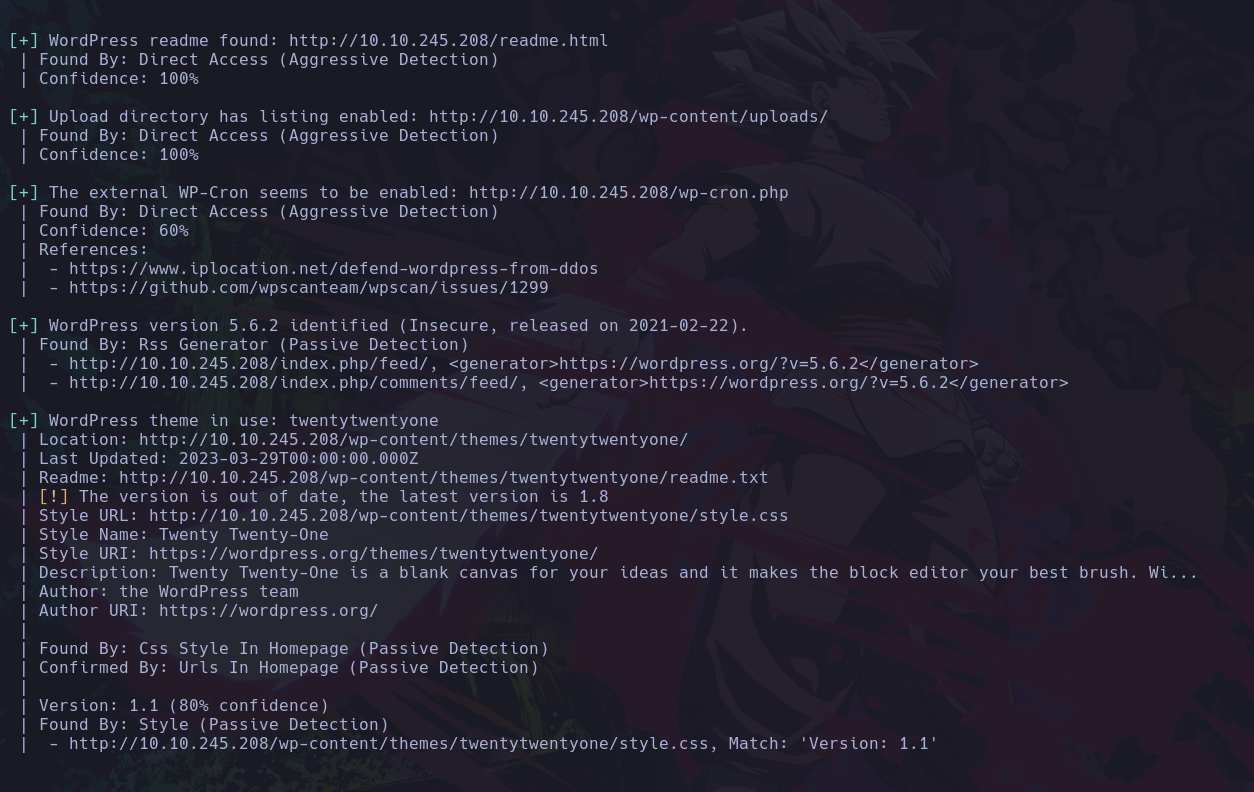 [+] WordPress readme found: http://10.10.245.208/readme.html
 | Found By: Direct Access (Aggressive Detection)
 | Confidence: 100%

[+] Upload directory has listing enabled: http://10.10.245.208/wp-content/uploads/
 | Found By: Direct Access (Aggressive Detection)
 | Confidence: 100%

[+] The external WP-Cron seems to be enabled: http://10.10.245.208/wp-cron.php
 | Found By: Direct Access (Aggressive Detection)
 | Confidence: 60%
 | References:
 |  - https://www.iplocation.net/defend-wordpress-from-ddos
 |  - https://github.com/wpscanteam/wpscan/issues/1299

[+] WordPress version 5.6.2 identified (Insecure, released on 2021-02-22).
 | Found By: Rss Generator (Passive Detection)
 |  - http://10.10.245.208/index.php/feed/, <generator>https://wordpress.org/?v=5.6.2</generator>
 |  - http://10.10.245.208/index.php/comments/feed/, <generator>https://wordpress.org/?v=5.6.2</generator>

[+] WordPress theme in use: twentytwentyone
 | Location: http://10.10.245.208/wp-content/themes/twentytwentyone/
 | Last Updated: 2023-03-29T00:00:00.000Z
 | Readme: http://10.10.245.208/wp-content/themes/twentytwentyone/readme.txt
 | [!] The version is out of date, the latest version is 1.8
 | Style URL: http://10.10.245.208/wp-content/themes/twentytwentyone/style.css
 | Style Name: Twenty Twenty-One
 | Style URI: https://wordpress.org/themes/twentytwentyone/
 | Description: Twenty Twenty-One is a blank canvas for your ideas and it makes the block editor your best brush. Wi...
 | Author: the WordPress team
 | Author URI: https://wordpress.org/
 |
 | Found By: Css Style In Homepage (Passive Detection)
 | Confirmed By: Urls In Homepage (Passive Detection)
 |
 | Version: 1.1 (80% confidence)
 | Found By: Style (Passive Detection)
 |  - http://10.10.245.208/wp-content/themes/twentytwentyone/style.css, Match: 'Version: 1.1'